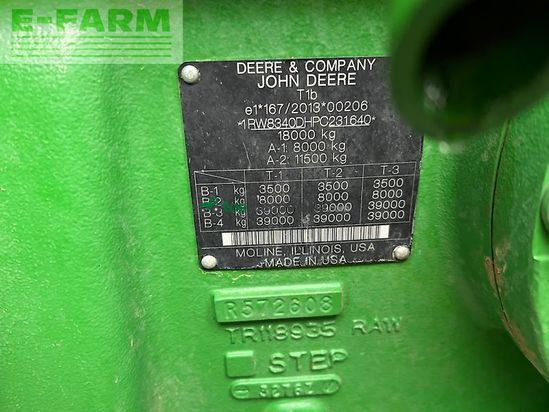 E-FARM
DEERE & COMPANY
JOHN DEERE
T1b
e1*167/2013*00206
*1RW8340DHPC231640*
18000 kg
A-1: 8000 kg
A-2: 11500 kg
T-1 T-2 T-3
B-1 kg 3500 3500 3500
B-2 kg 8000 8000 8000
B-3 kg 39000 39000 39000
B-4 kg 39000 39000 39000
MOLINE, ILLINOIS, USA
MADE IN USA
R572608
TR118935 RAW
STEP